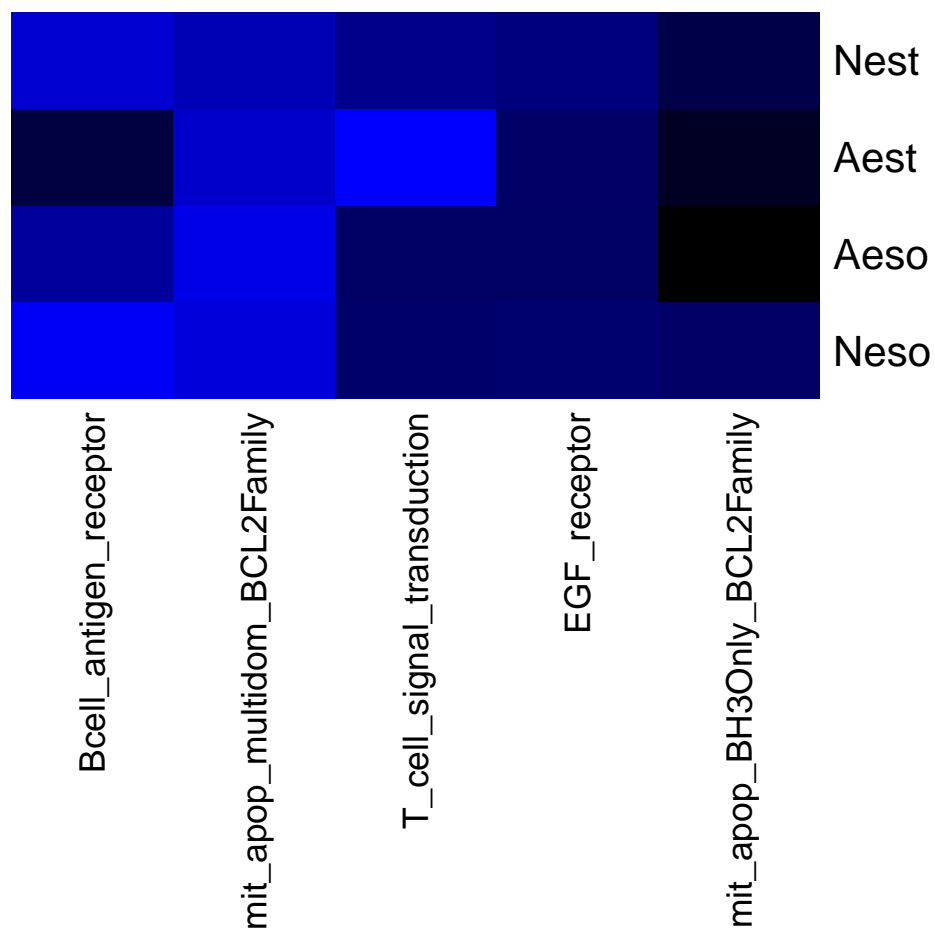 Nest
Aest
Aeso
Neso
Bcell_antigen_receptor
mit_apop_multidom_BCL2Family
T_cell_signal_transduction
EGF_receptor
mit_apop_BH3Only_BCL2Family